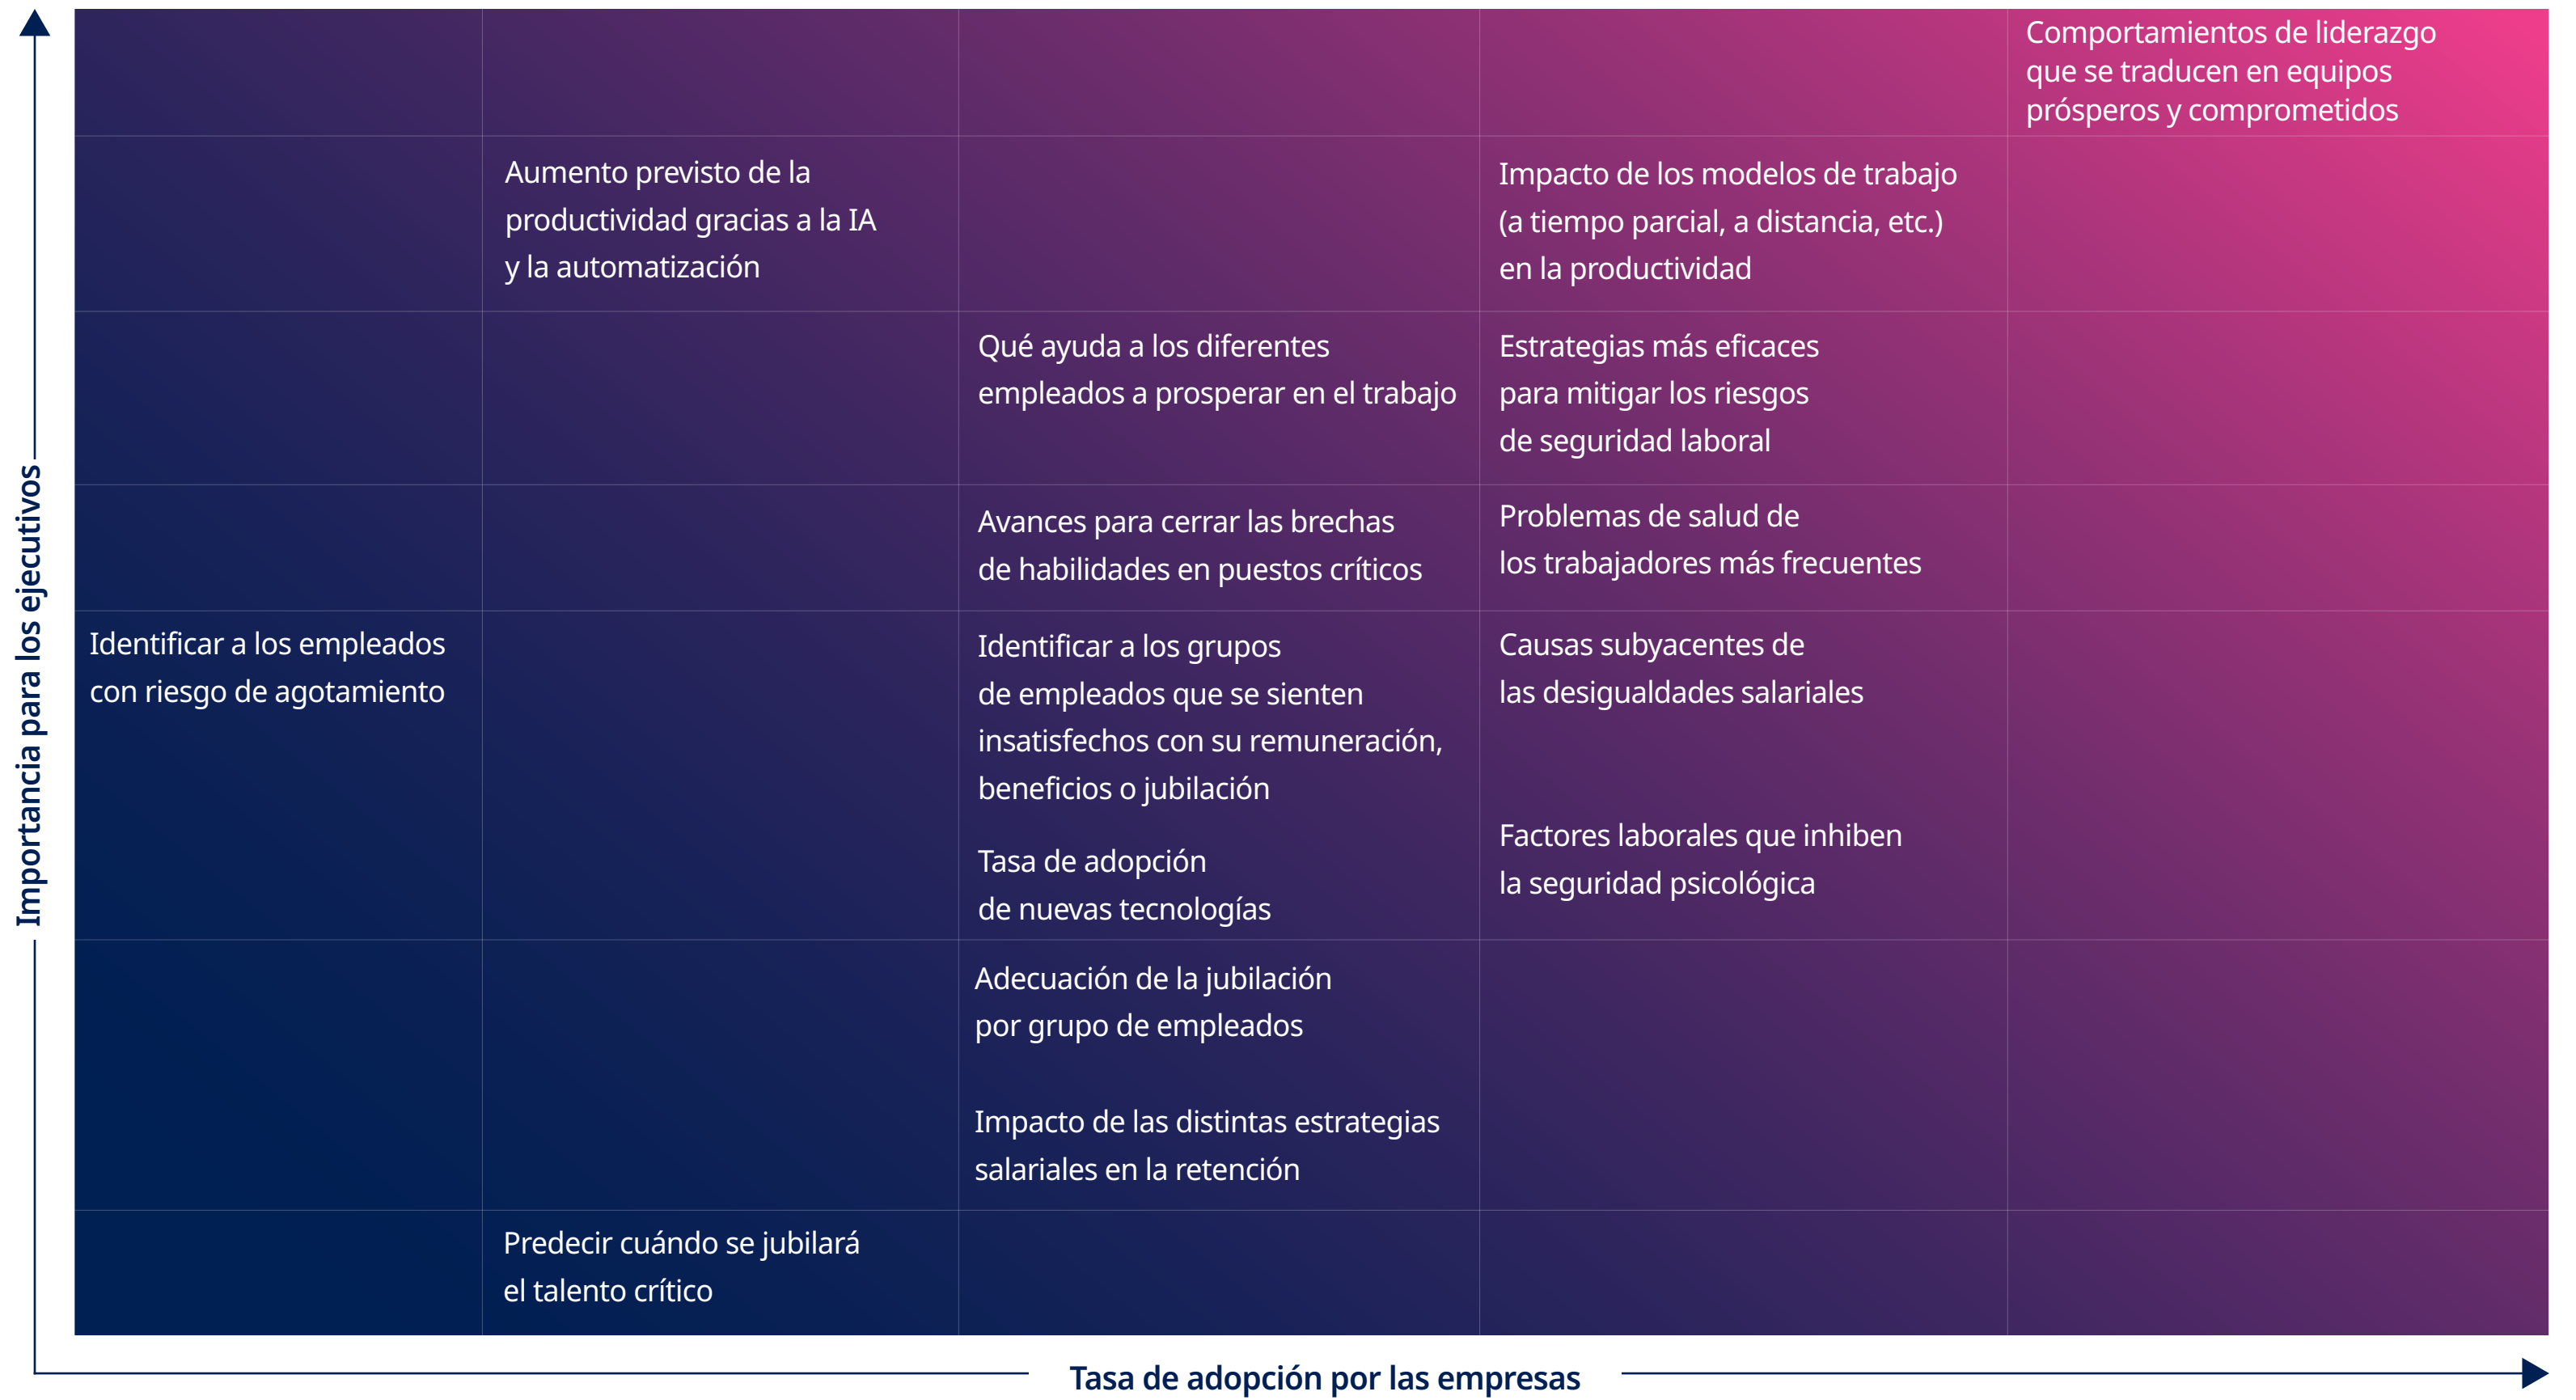 Comportamientos de liderazgo
que se traducen en equipos
prósperos y comprometidos
Aumento previsto de la
productividad gracias a la IA
y la automatización
Impacto de los modelos de trabajo
(a tiempo parcial, a distancia, etc.)
en la productividad
Qué ayuda a los diferentes
empleados a prosperar en el trabajo
Estrategias más eficaces
para mitigar los riesgos
de seguridad laboral
Avances para cerrar las brechas
de habilidades en puestos críticos
Problemas de salud de
los trabajadores más frecuentes
Identificar a los empleados
con riesgo de agotamiento
Identificar a los grupos
de empleados que se sienten
insatisfechos con su remuneración,
beneficios o jubilación
Causas subyacentes de
las desigualdades salariales
Tasa de adopción
de nuevas tecnologías
Factores laborales que inhiben
la seguridad psicológica
Adecuación de la jubilación
por grupo de empleados
Impacto de las distintas estrategias
salariales en la retención
Predecir cuándo se jubilará
el talento crítico
Importancia para los ejecutivos
Tasa de adopción por las empresas